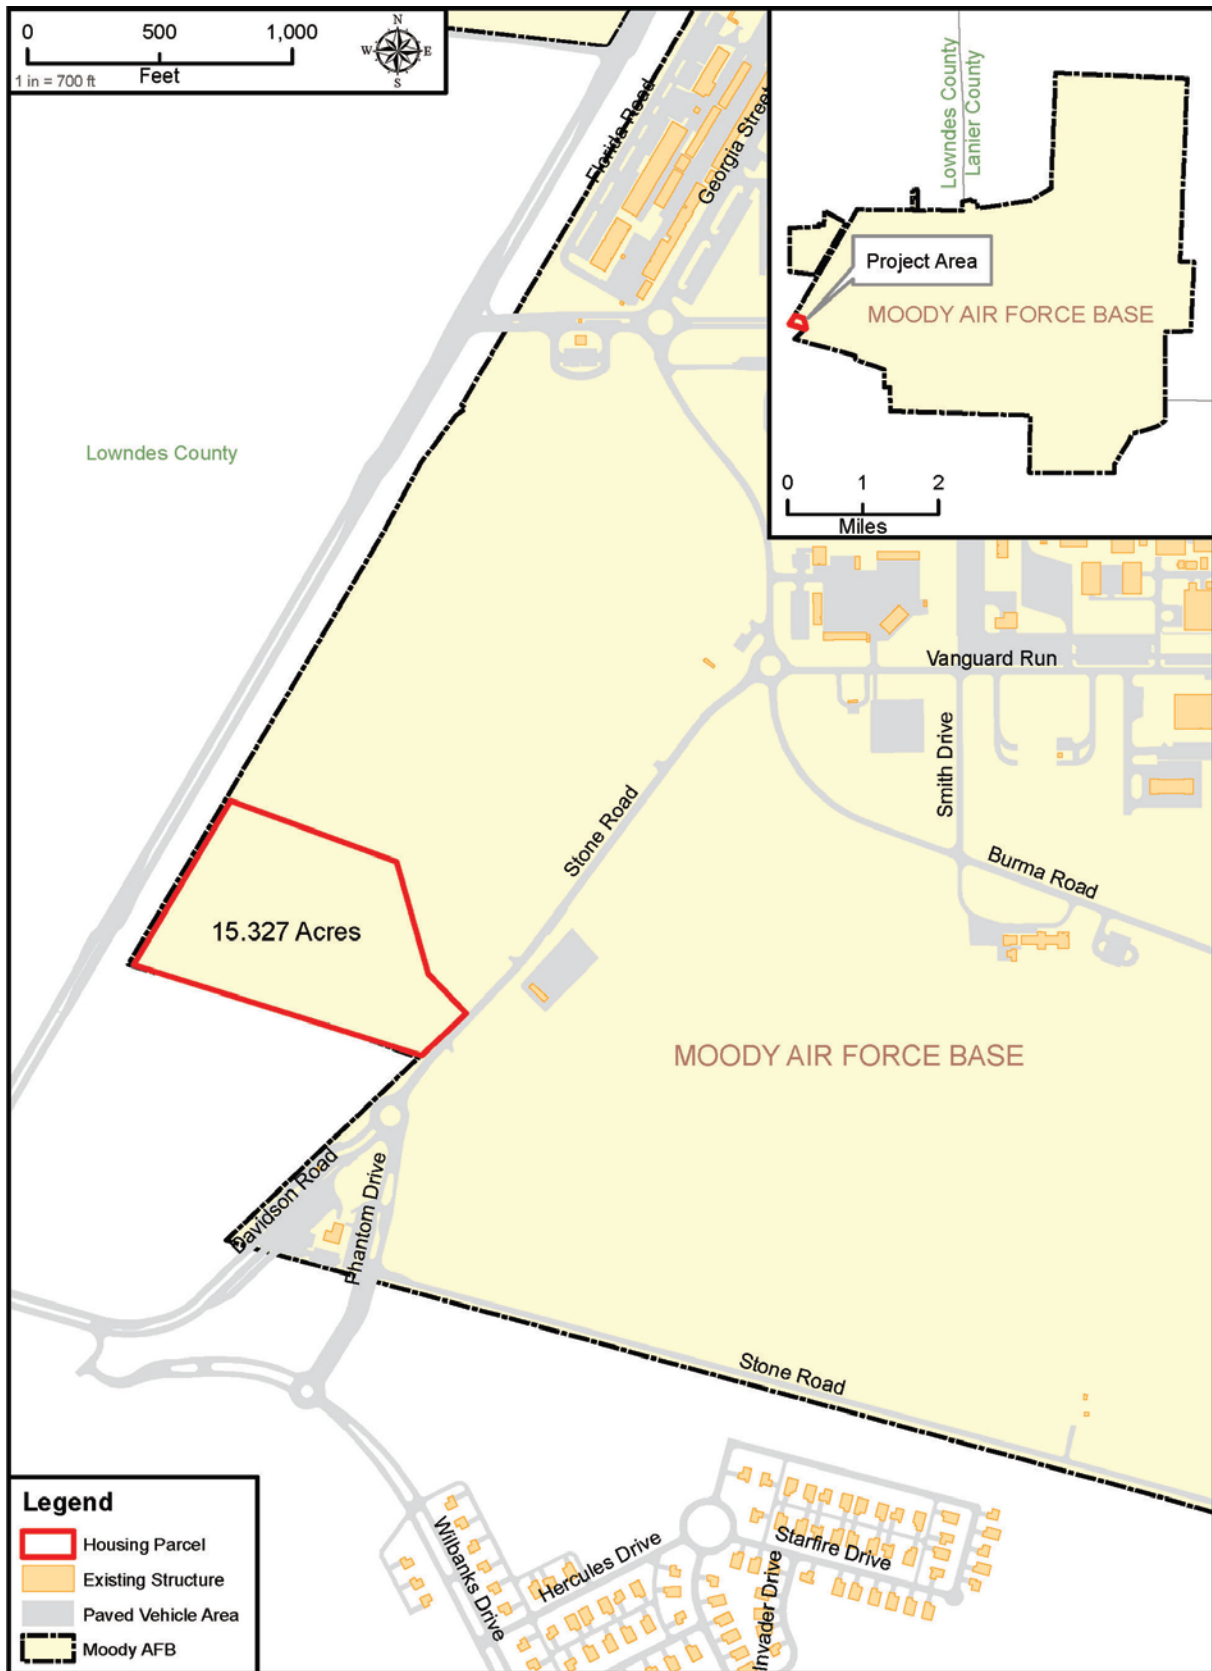 0 500 1,000
1 in = 700 ft
Feet
N
W E
S
Florida Road
Georgia Street
Lowndes County
Lanier County
Project Area
MOODY AIR FORCE BASE
0 1 2
Miles
Lowndes County
Vanguard Run
Smith Drive
Stone Road
Burma Road
15.327 Acres
MOODY AIR FORCE BASE
Davidson Road
Phantom Drive
Stone Road
Wilbanks Drive
Hercules Drive
Invader Drive
Starfire Drive
Legend
Housing Parcel
Existing Structure
Paved Vehicle Area
Moody AFB